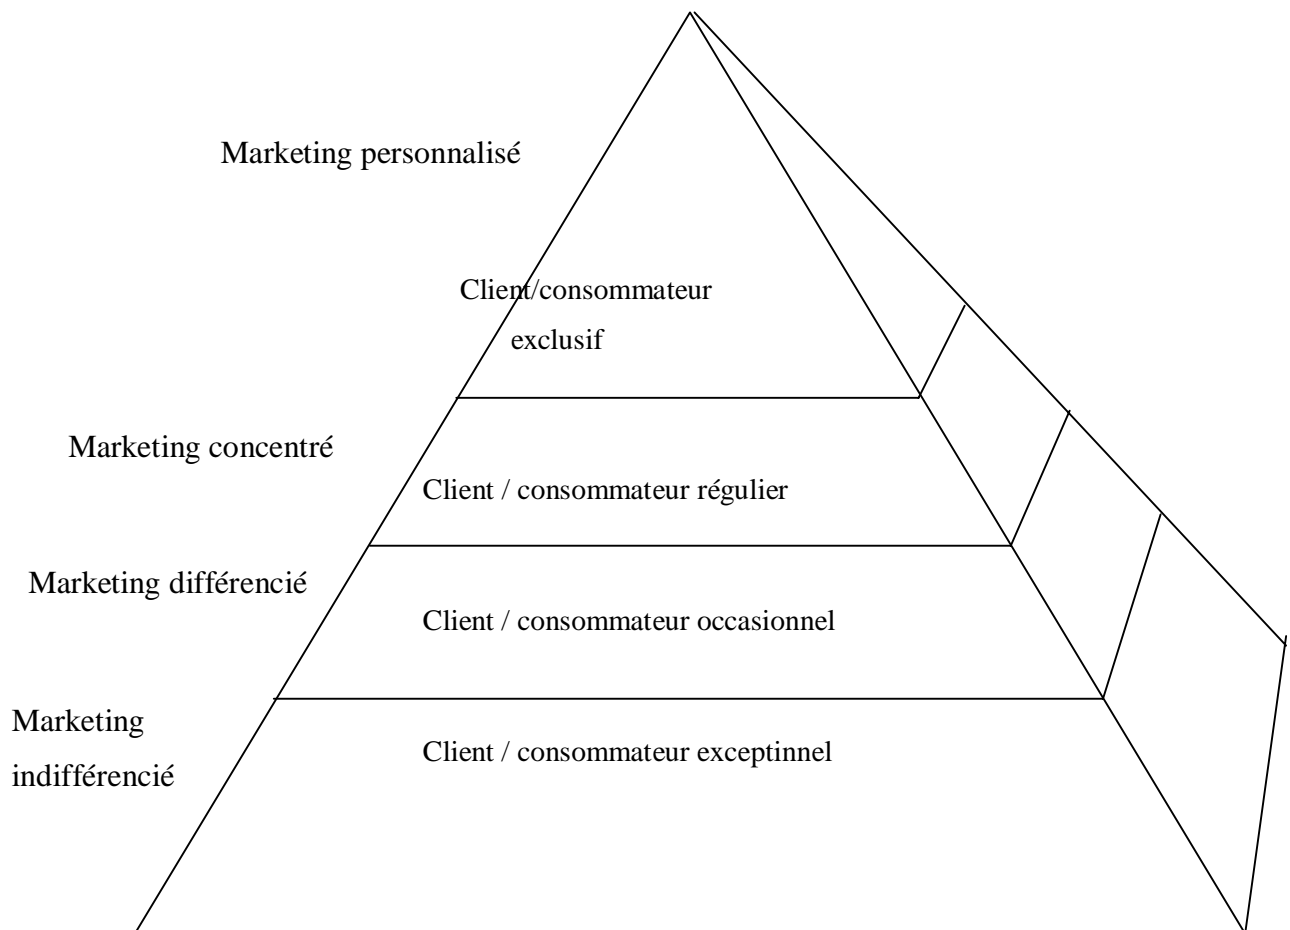 Marketing personnalisé
Client/consommateur
exclusif
Marketing concentré
Client / consommateur régulier
Marketing différencié
Client / consommateur occasionnel
Marketing
indifférencié
Client / consommateur exceptinnel